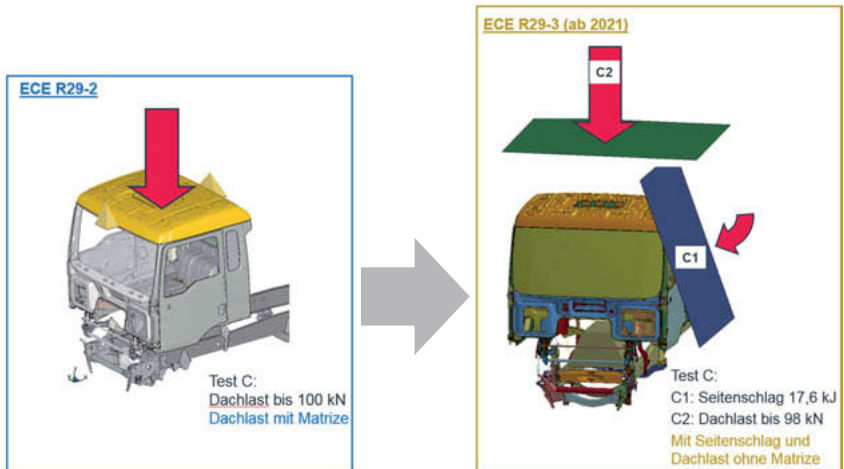 ECE R29-2
Test C:
Dachlast bis 100 kN
Dachlast mit Matrize
ECE R29-3 (ab 2021)
C2
C1
Test C:
C1: Seitenschlag 17,6 kJ
C2: Dachlast bis 98 kN
Mit Seitenschlag und
Dachlast ohne Matrize